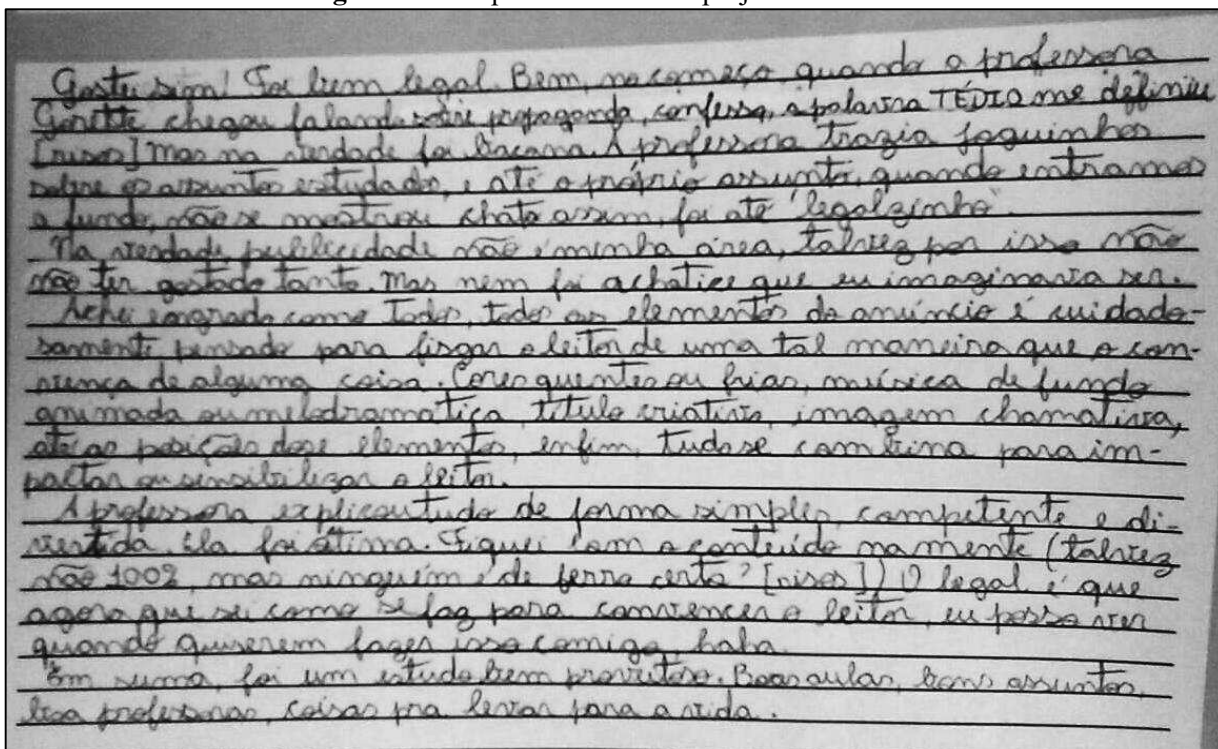 Gostei sim! Foi bem legal. Bem, no começo quando a professora
Gorette chegou falando sobre propaganda, confesso, a palavra TÉDIO me definiu
[risos] Mas na verdade foi bacana. A professora trazia joguinhos
sobre os assuntos estudados, e até o próprio assunto, quando entramos
a fundo, não se mostrou chato assim, foi até "legalzinho".
Na verdade publicidade não é minha área, talvez por isso não
não ter gostado tanto. Mas nem foi a chatice que eu imaginaria ser.
Achei engraçado como todos, todos os elementos do anúncio é cuidado-
samente pensado para fisgar o leitor de uma tal maneira que o con-
vença de alguma coisa. Cores quentes ou frias, música de fundo
animada ou melodramatica, título criativo, imagem chamativa,
até as posição elementos, enfim, tudo se combina para im-
pactar ou sensibilizar o leitor.
A professora explicou tudo de forma simples, competente e di-
vertida. Ela foi ótima. Fiquei com o conteúdo na mente (talvez
não 100%, mas ninguém é de ferro certo? [risos]) O legal é que
agora que sei como se faz para convencer o leitor, eu posso ver
quando quiserem fazer isso comigo, haha.
Em suma, foi um estudo bem proveitoso. Boas aulas, bons assuntos,
boa professoras, coisas pra levar para a vida.